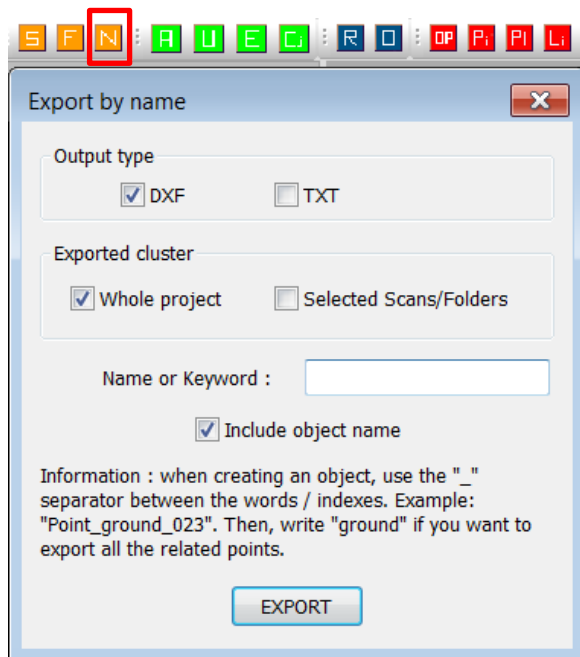 S F N A U E Cj R O OP Pi Pl Li
Export by name
Output type
DXF TXT
Exported cluster
Whole project Selected Scans/Folders
Name or Keyword :
Include object name
Information : when creating an object, use the "_"
separator between the words / indexes. Example:
"Point_ground_023". Then, write "ground" if you want to
export all the related points.
EXPORT